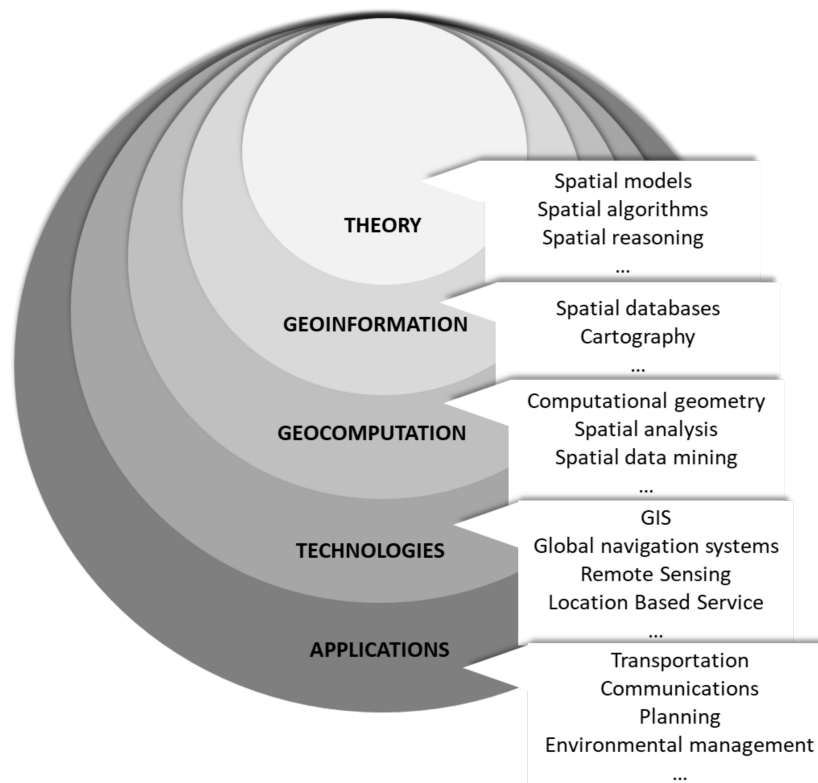 THEORY
Spatial models
Spatial algorithms
Spatial reasoning
...
GEOINFORMATION
Spatial databases
Cartography
...
GEOCOMPUTATION
Computational geometry
Spatial analysis
Spatial data mining
...
TECHNOLOGIES
GIS
Global navigation systems
Remote Sensing
Location Based Service
...
APPLICATIONS
Transportation
Communications
Planning
Environmental management
...